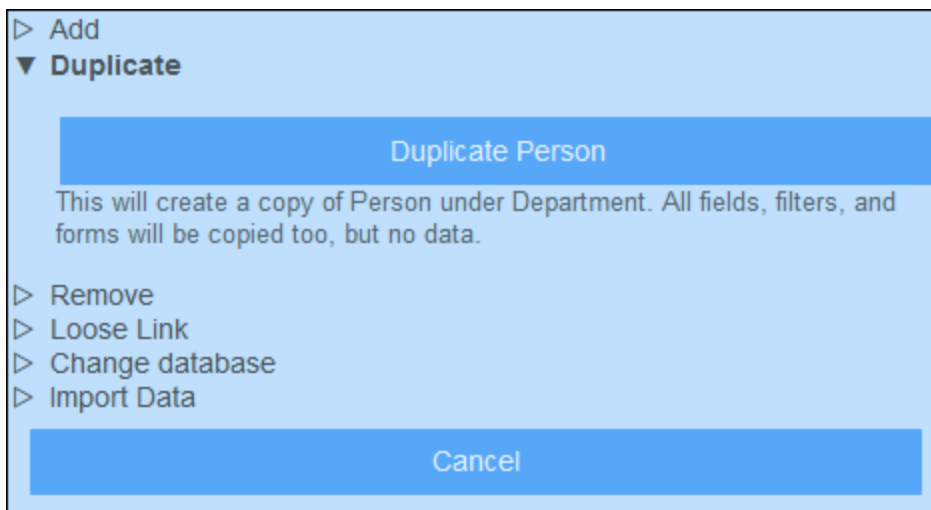 Add
Duplicate
Duplicate Person
This will create a copy of Person under Department. All fields, filters, and
forms will be copied too, but no data.
Remove
Loose Link
Change database
Import Data
Cancel